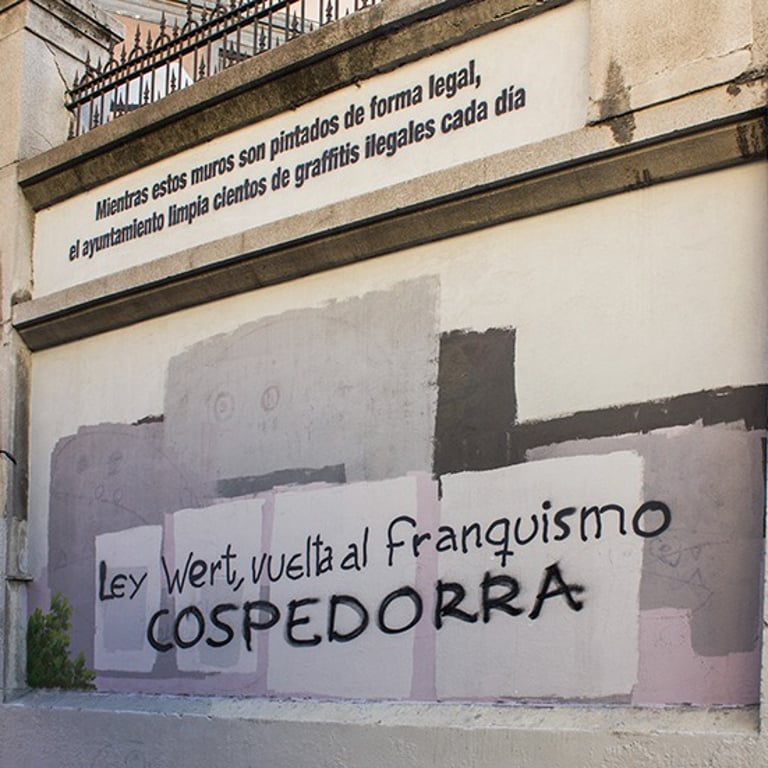 Mientras estos muros son pintados de forma legal,
el ayuntamiento limpia cientos de graffitis ilegales cada día
Ley Wert, vuelta al franquismo
COSPEDORRA